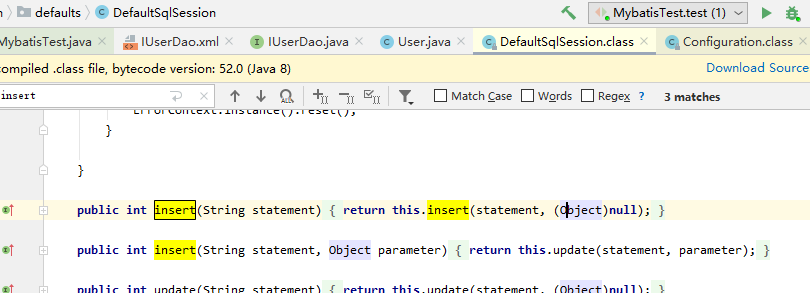 defaults DefaultSqlSession MybatisTest.test (1)
MybatisTest.java IUserDao.xml IUserDao.java User.java DefaultSqlSession.class Configuration.class
compiled .class file, bytecode version: 52.0 (Java 8) Download Source
insert Match Case Words Regex ? 3 matches
ErrorContext.instance().reset();
}
}
public int insert(String statement) { return this.insert(statement, (Object)null); }
public int insert(String statement, Object parameter) { return this.update(statement, parameter); }
public int update(String statement) { return this.update(statement, (Object)null); }